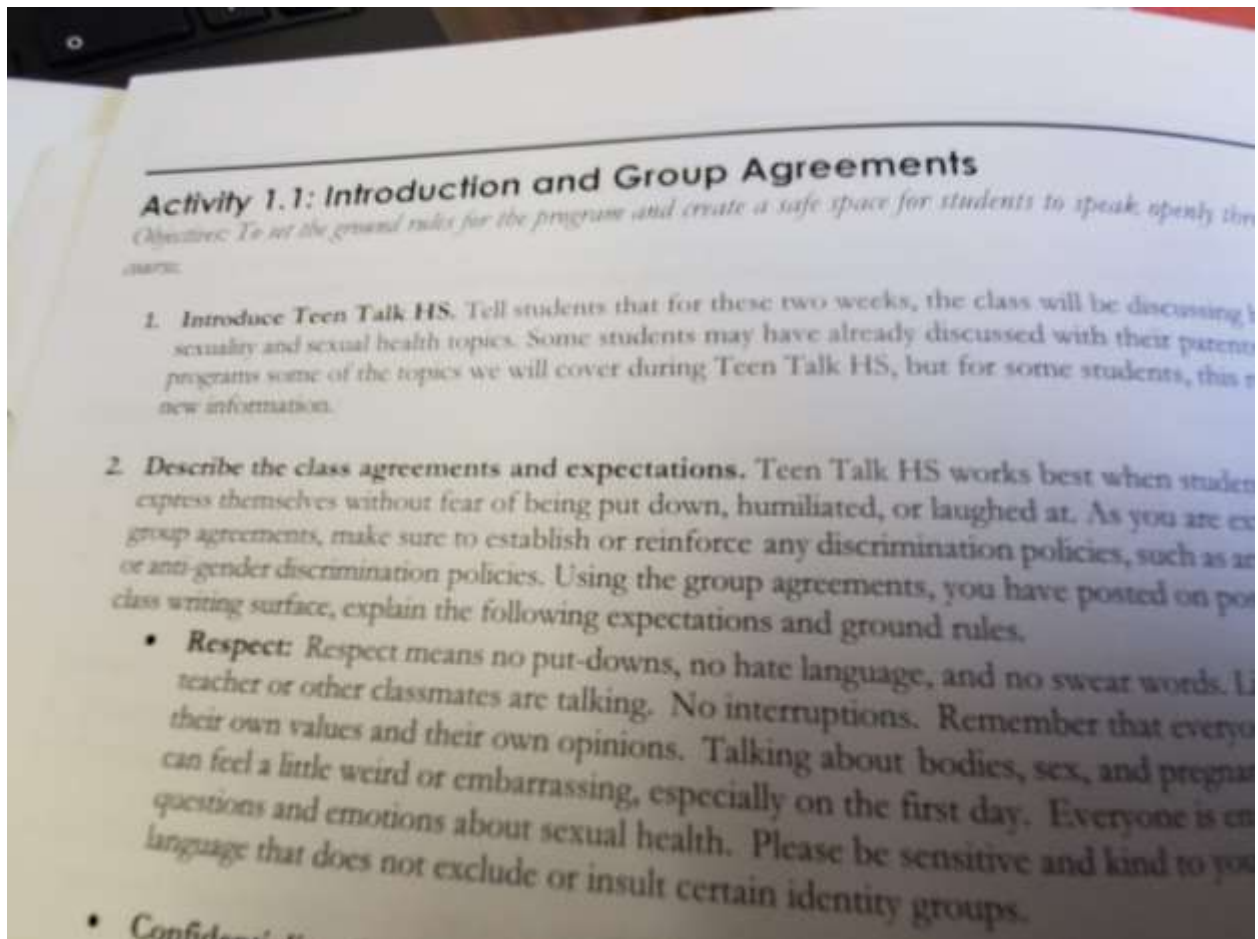 Activity 1.1: Introduction and Group Agreements
Objectives: To set the ground rules for the program and create a safe space for students to speak openly
course.
1. Introduce Teen Talk HS. Tell students that for these two weeks, the class will be discussing
sexuality and sexual health topics. Some students may have already discussed with their
programs some of the topics we will cover during Teen Talk HS, but for some students, this
new information.
2. Describe the class agreements and expectations. Teen Talk HS works best when
express themselves without fear of being put down, humiliated, or laughed at. As you are
group agreements, make sure to establish or reinforce any discrimination policies, such as
or anti-gender discrimination policies. Using the group agreements, you have posted on
class writing surface, explain the following expectations and ground rules.
• Respect: Respect means no put-downs, no hate language, and no swear words.
teacher or other classmates are talking. No interruptions. Remember that
their own values and their own opinions. Talking about bodies, sex, and
can feel a little weird or embarrassing, especially on the first day. Everyone is
questions and emotions about sexual health. Please be sensitive and kind to
language that does not exclude or insult certain identity groups.
•